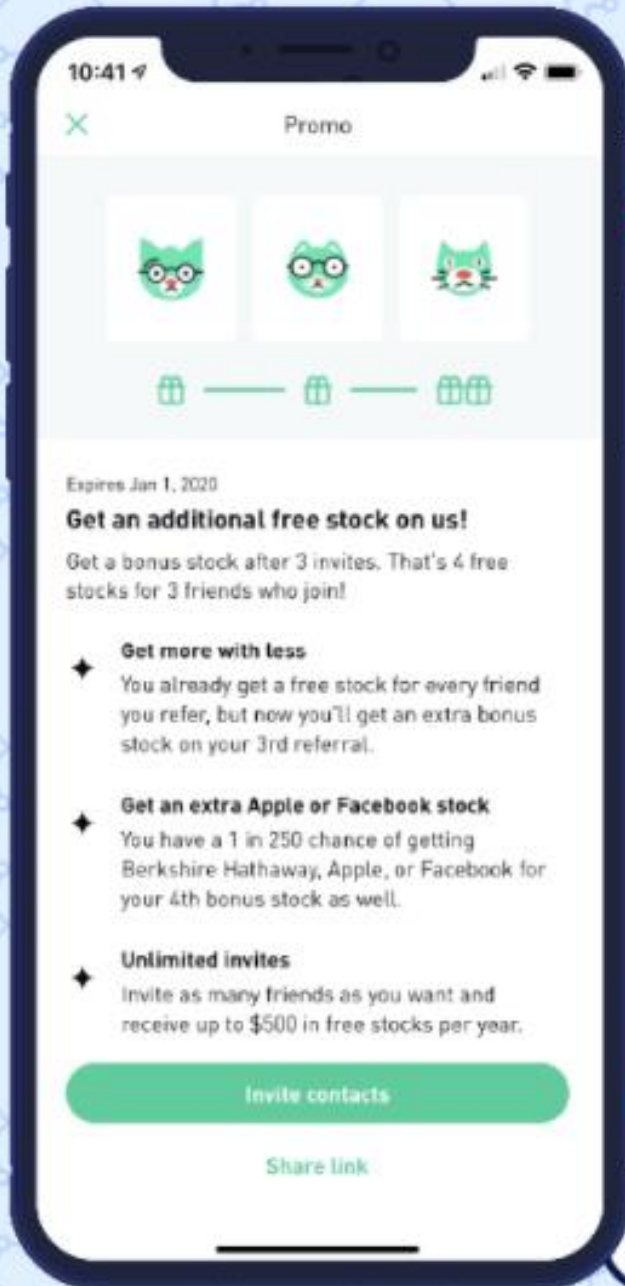 10:41
Promo
Expires Jan 1, 2020
Get an additional free stock on us!
Get a bonus stock after 3 invites. That's 4 free
stocks for 3 friends who join!
Get more with less
You already get a free stock for every friend
you refer, but now you'll get an extra bonus
stock on your 3rd referral.
Get an extra Apple or Facebook stock
You have a 1 in 250 chance of getting
Berkshire Hathaway, Apple, or Facebook for
your 4th bonus stock as well.
Unlimited invites
Invite as many friends as you want and
receive up to $500 in free stocks per year.
Invite contacts
Share link